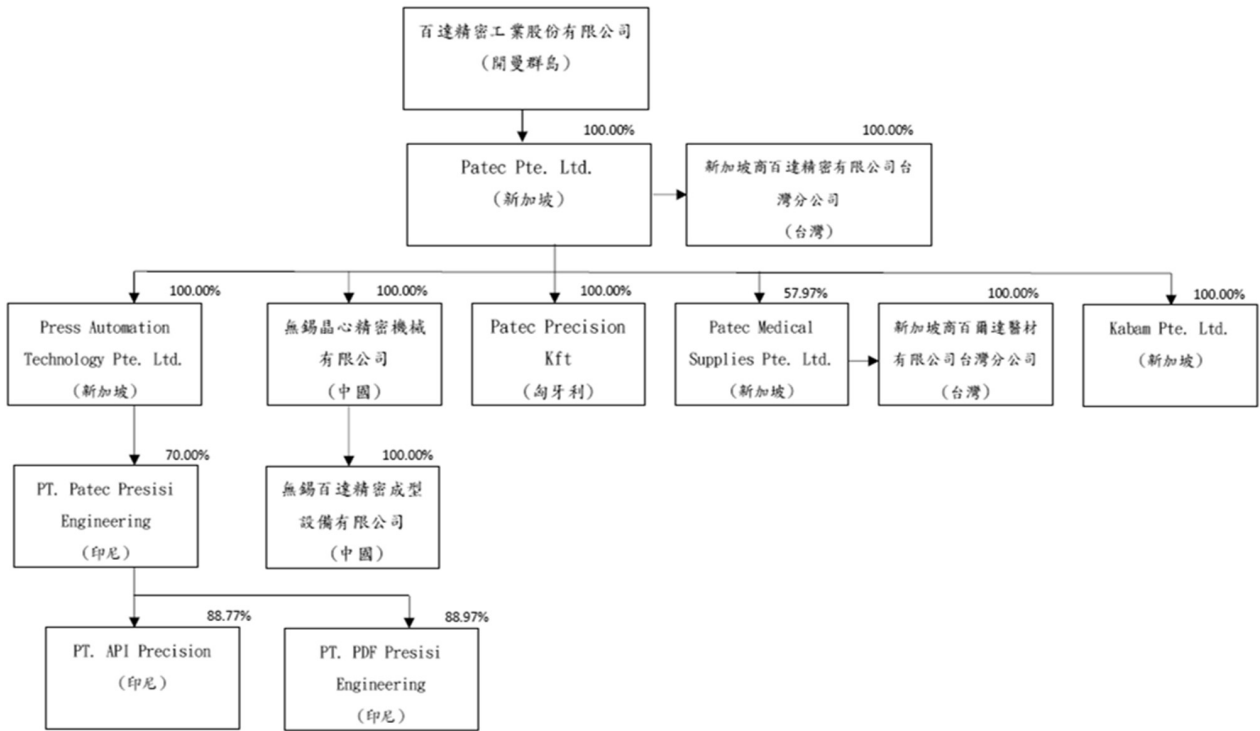 百達精密工業股份有限公司
（開曼群島）
100.00%
100.00%
Patec Pte. Ltd.
（新加坡）
新加坡商百達精密有限公司台
灣分公司
（台灣）
100.00%
100.00%
100.00%
57.97%
100.00%
100.00%
Press Automation
Technology Pte. Ltd.
（新加坡）
無錫晶心精密機械
有限公司
（中國）
Patec Precision
Kft
（匈牙利）
Patec Medical
Supplies Pte. Ltd.
（新加坡）
新加坡商百爾達醫材
有限公司台灣分公司
（台灣）
Kabam Pte. Ltd.
（新加坡）
70.00%
100.00%
PT. Patec Presisi
Engineering
（印尼）
無錫百達精密成型
設備有限公司
（中國）
88.77%
88.97%
PT. API Precision
（印尼）
PT. PDF Presisi
Engineering
（印尼）